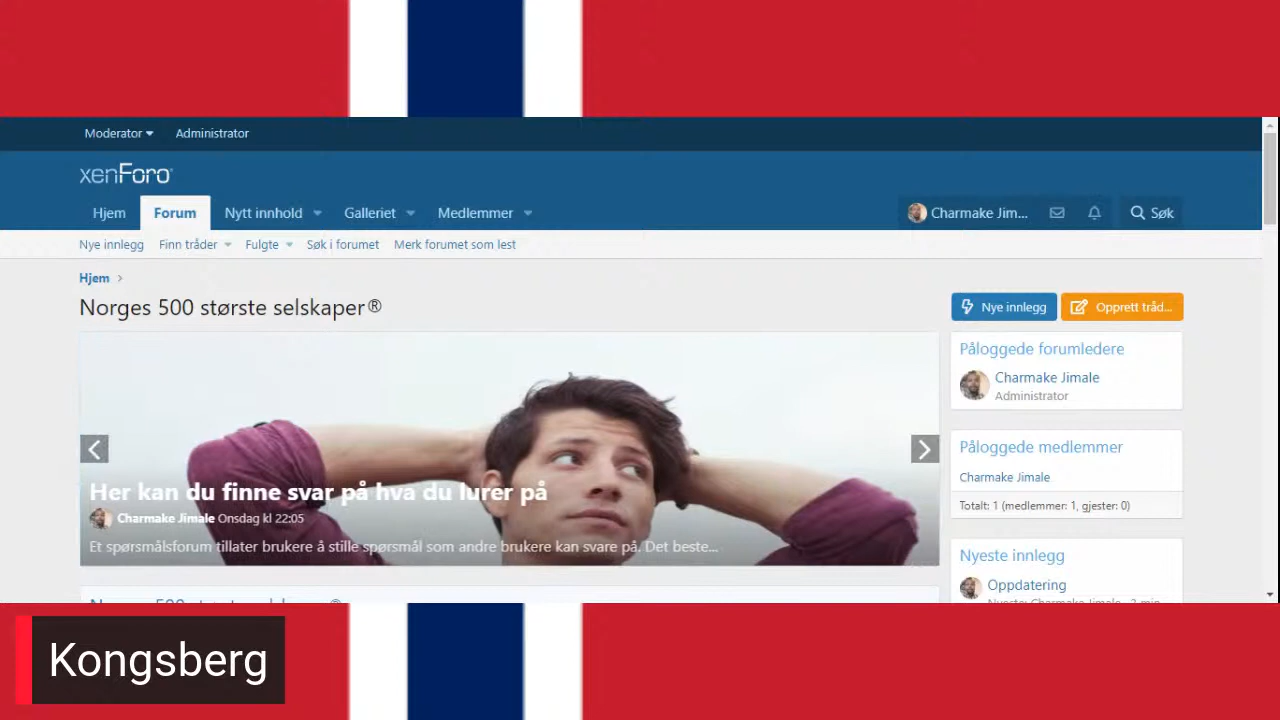 Moderator
Administrator
xenForo
Hjem
Forum
Nytt innhold
Galleriet
Medlemmer
Charmake Jim...
Søk
Nye innlegg
Finn tråder
Fulgte
Søk i forumet
Merk forumet som lest
Hjem
Norges 500 største selskaper®
Nye innlegg
Opprett tråd...
Her kan du finne svar på hva du lurer på
Charmake Jimale Onsdag kl 22:05
Et spørsmålsforum tillater brukere å stille spørsmål som andre brukere kan svare på. Det beste...
Påloggede forumledere
Charmake Jimale
Administrator
Påloggede medlemmer
Charmake Jimale
Totalt: 1 (medlemmer: 1, gjester: 0)
Nyeste innlegg
Oppdatering
Kongsberg